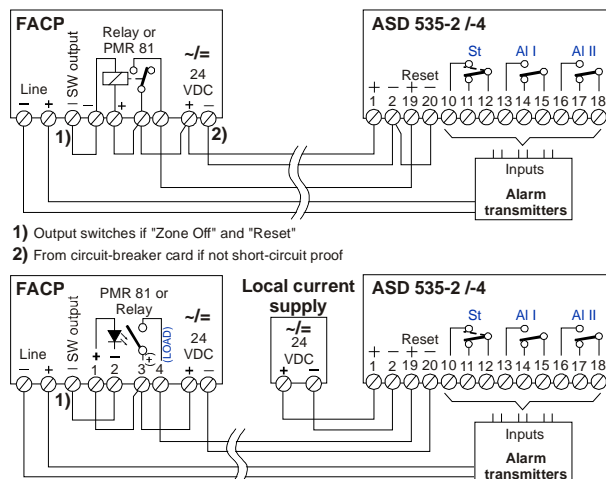 FACP
Relay or
PMR 81
~/=
24
VDC
SW output
Line
– +
– – + + –
1)
2)
ASD 535-2 /-4
St Al I Al II
Reset
+ – + –
1 2 19 20 10 11 12 13 14 15 16 17 18
Inputs
Alarm
transmitters
1) Output switches if "Zone Off" and "Reset"
2) From circuit-breaker card if not short-circuit proof
FACP
PMR 81 or
Relay
~/=
24
VDC
(LOAD)
SW output
Line
– + – + – (+) + –
1 2 3 4
1)
Local current
supply
~/=
24
VDC
+ –
ASD 535-2 /-4
St Al I Al II
Reset
+ – + –
1 2 19 20 10 11 12 13 14 15 16 17 18
Inputs
Alarm
transmitters